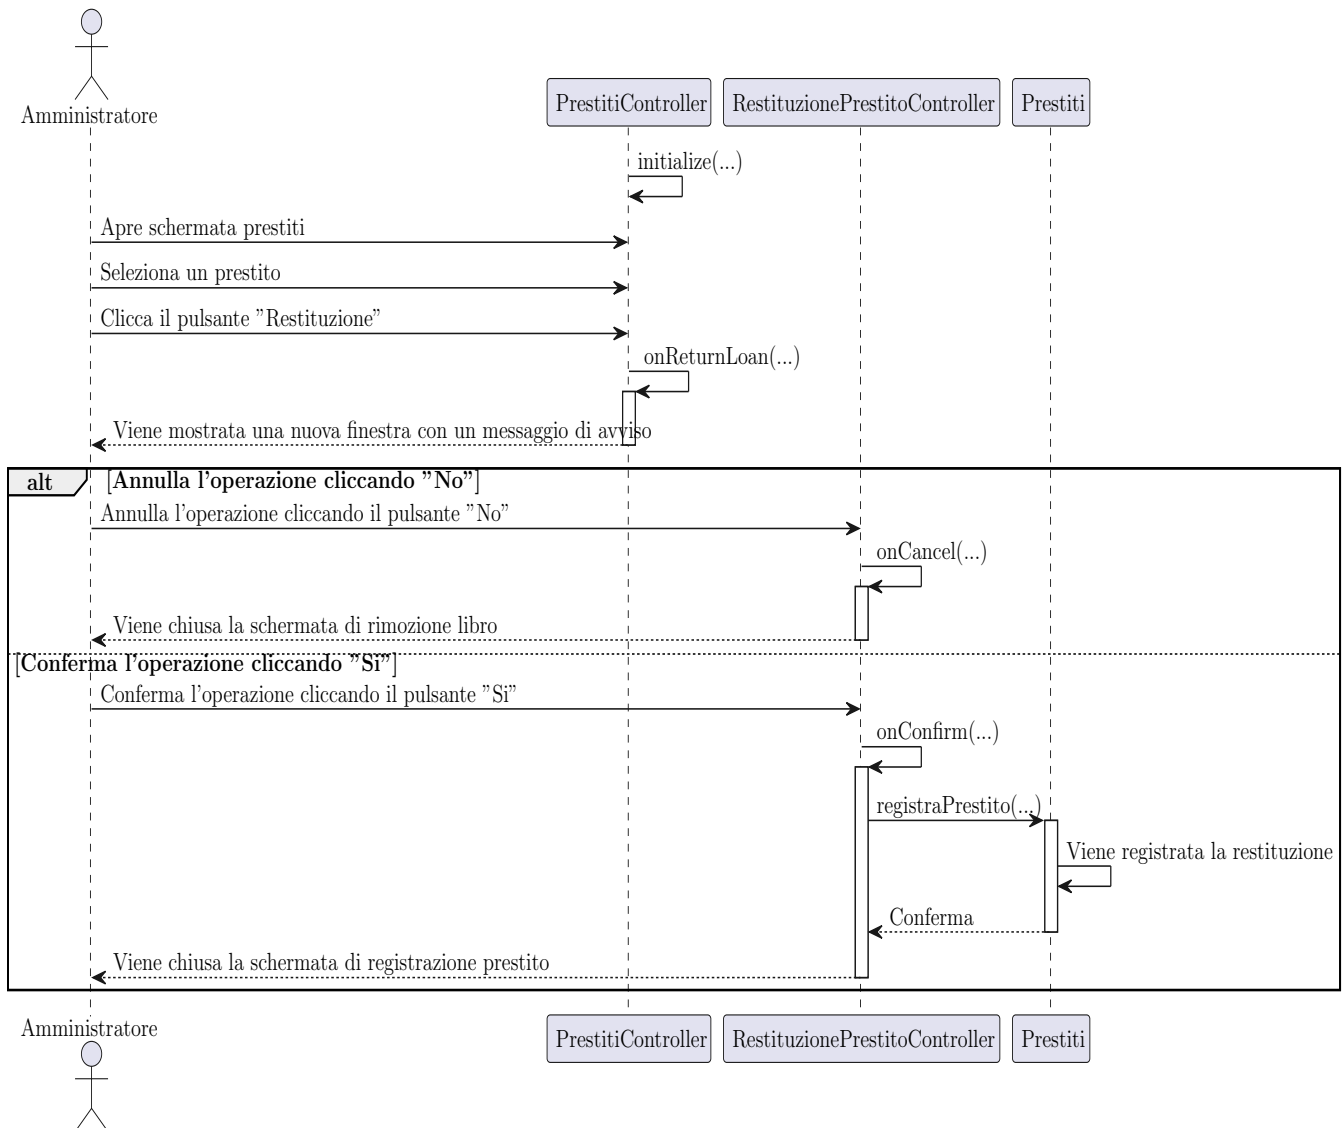 Amministratore
PrestitiController
RestituzionePrestitoController
Prestiti
initialize(...)
Apre schermata prestiti
Seleziona un prestito
Clicca il pulsante ”Restituzione”
onReturnLoan(...)
Viene mostrata una nuova finestra con un messaggio di avviso
alt
[Annulla l'operazione cliccando ”No”]
Annulla l'operazione cliccando il pulsante ”No”
onCancel(...)
Viene chiusa la schermata di rimozione libro
[Conferma l'operazione cliccando ”Si”]
Conferma l'operazione cliccando il pulsante ”Si”
onConfirm(...)
registraPrestito(...)
Viene registrata la restituzione
Conferma
Viene chiusa la schermata di registrazione prestito
Amministratore
PrestitiController
RestituzionePrestitoController
Prestiti